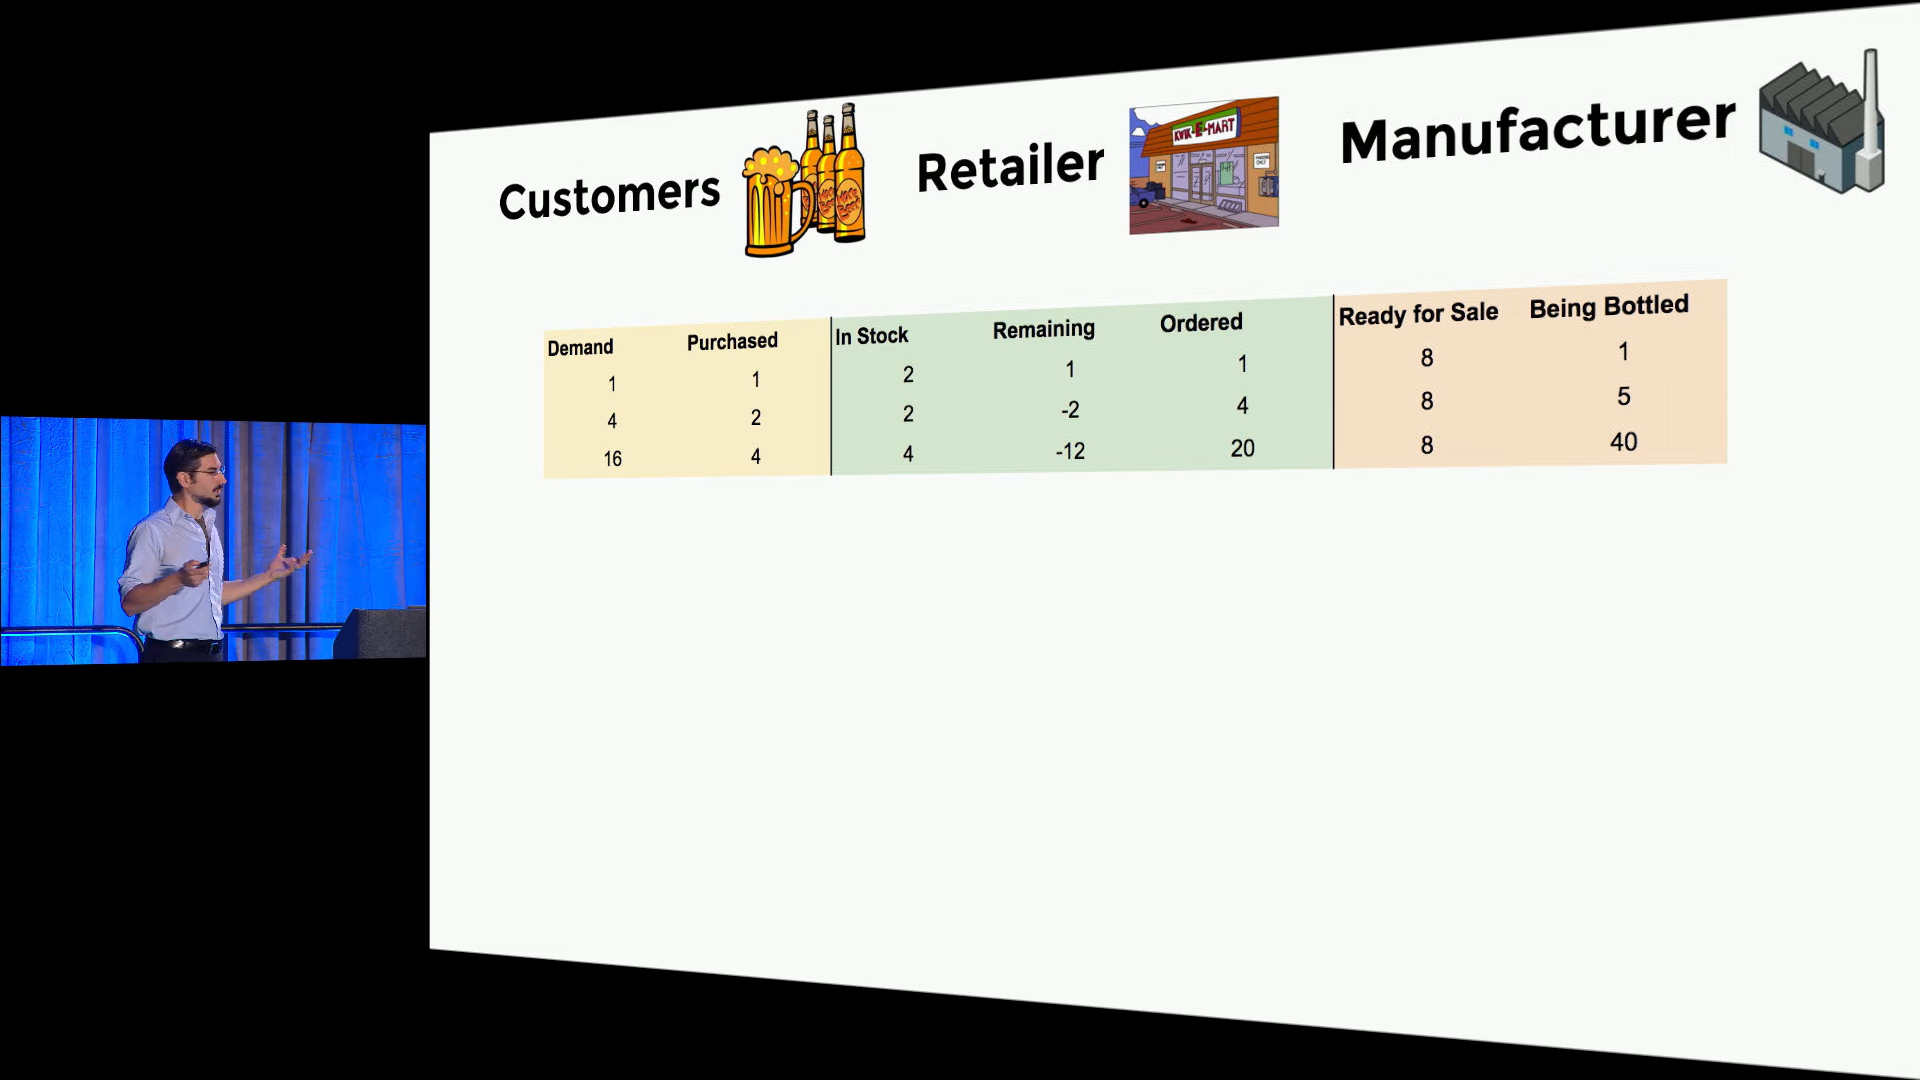 Customers
Retailer
KWIK-E-MART
Manufacturer
Demand Purchased In Stock Remaining Ordered Ready for Sale Being Bottled
1 1 2 1 1 8 1
4 2 2 -2 4 8 5
16 4 4 -12 20 8 40